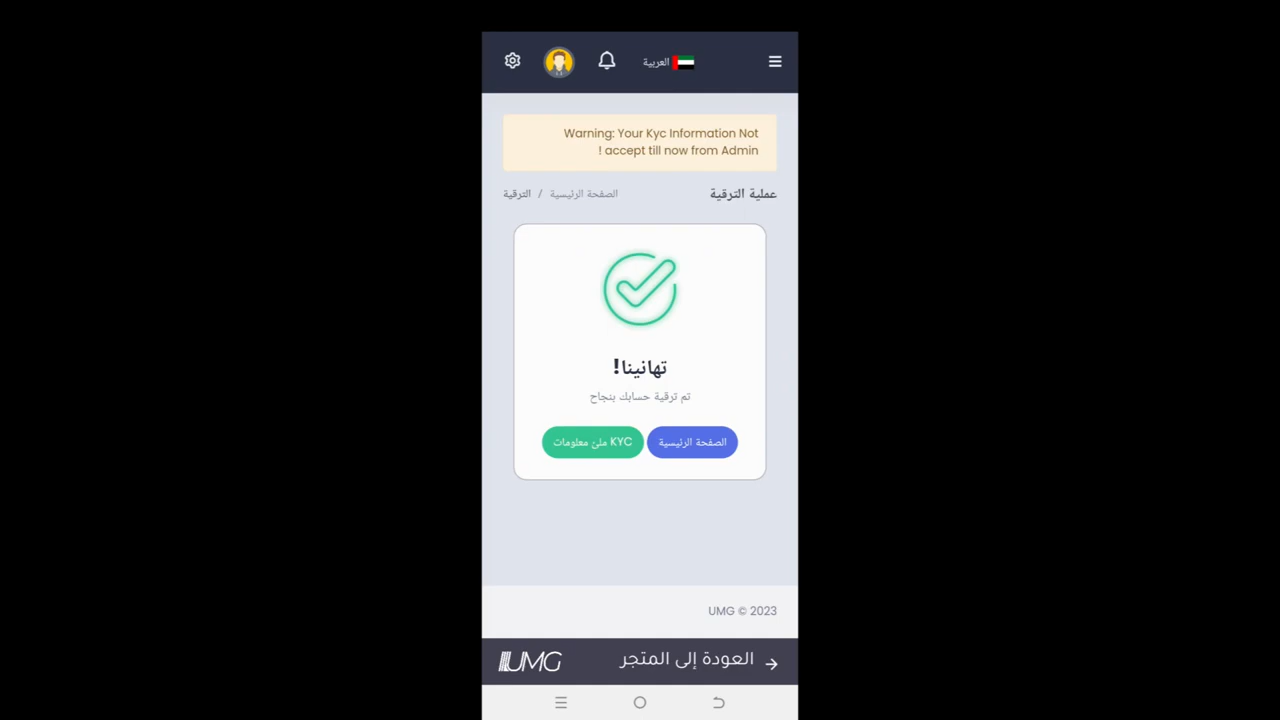 العربية
Warning: Your Kyc Information Not
accept till now from Admin !
عملية الترقية
الصفحة الرئيسية / الترقية
تهانينا!
تم ترقية حسابك بنجاح
الصفحة الرئيسية
KYC ملئ معلومات
UMG © 2023
العودة إلى المتجر
UMG